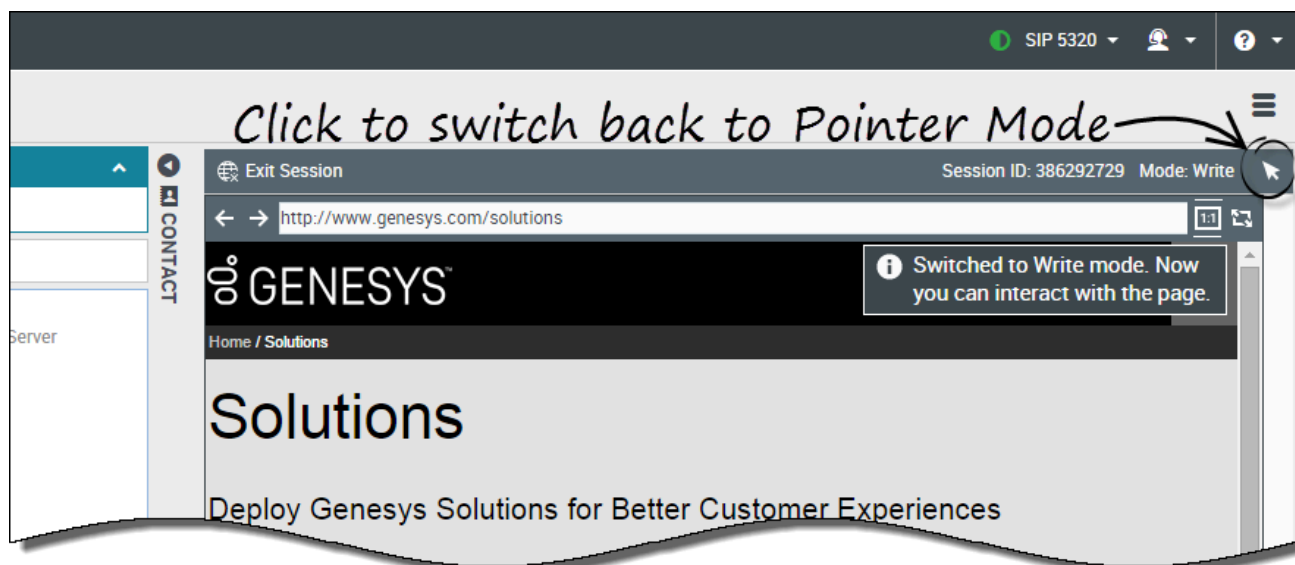 SIP 5320
Click to switch back to Pointer Mode
Exit Session
Session ID: 386292729 Mode: Write
CONTACT
http://www.genesys.com/solutions
1:1
GENESYS™
Switched to Write mode. Now
you can interact with the page.
Server
Home / Solutions
Solutions
Deploy Genesys Solutions for Better Customer Experiences